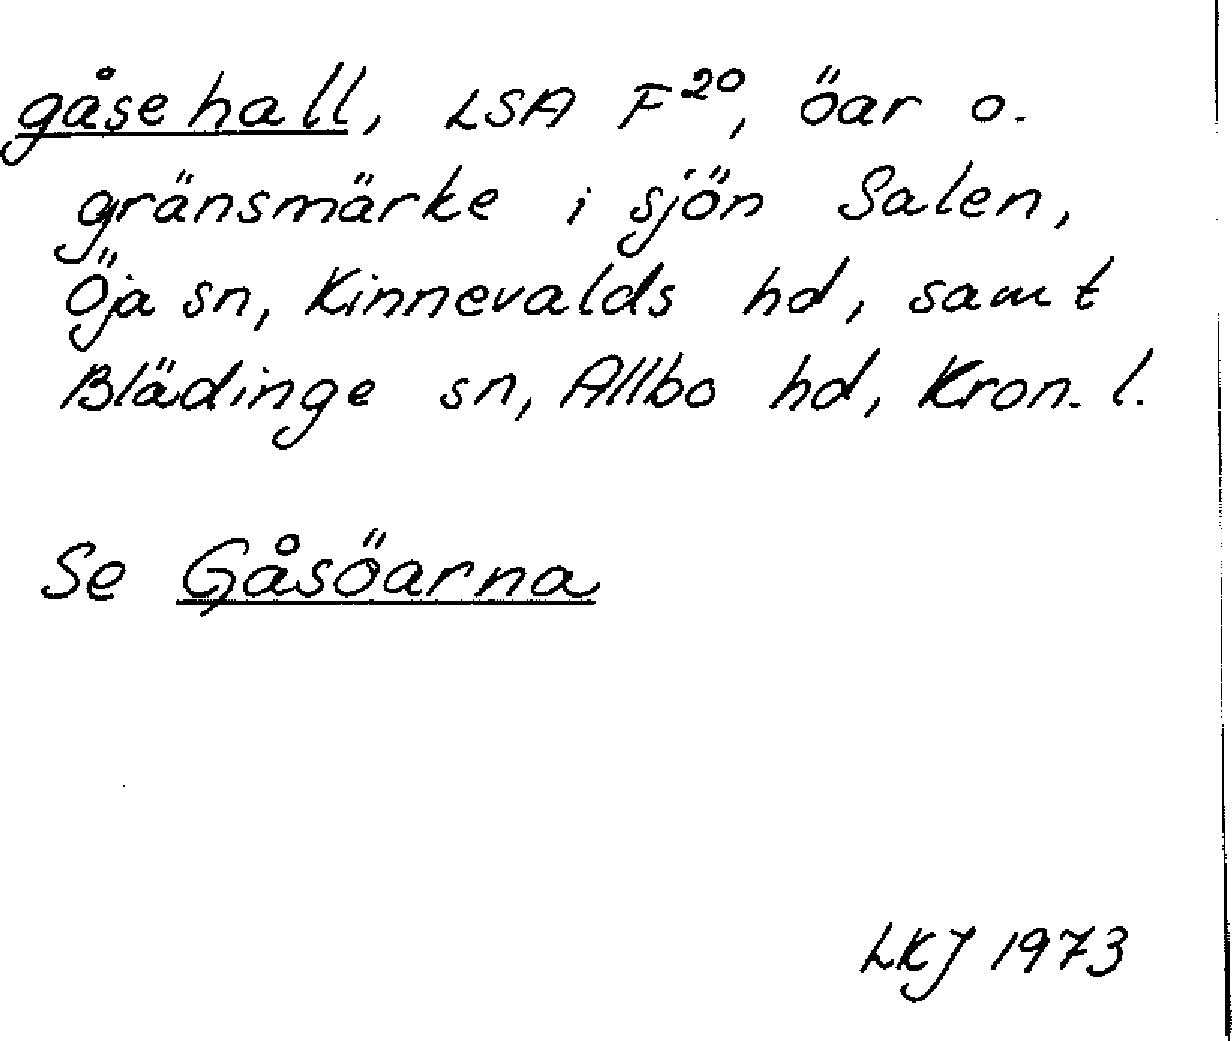 gåsehall, LSA F²⁰, öar o.
gränsmärke i sjön Salen,
Öja sn, Kinnevalds hd, samt
Blädinge sn, Allbo hd, Kron. l.
Se Gåsöarna
LKJ 1973